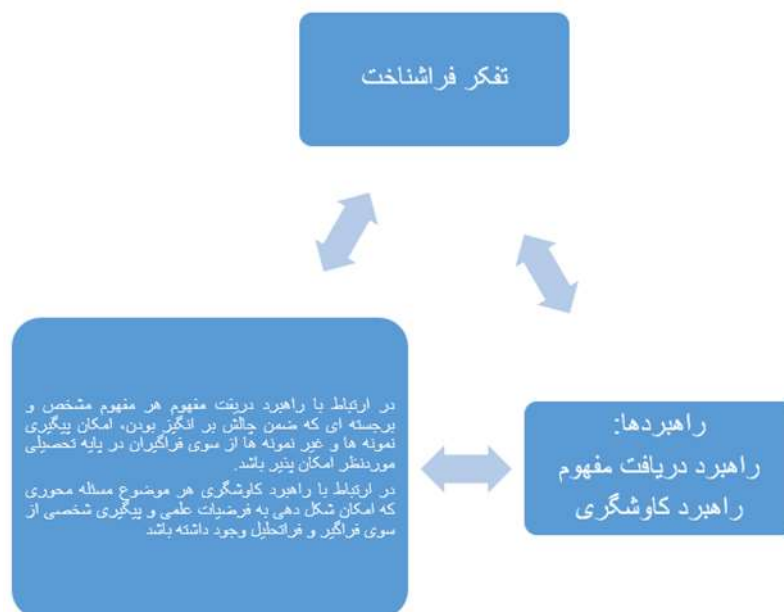 تفکر فراشناخت
در ارتباط با راهبرد دریفت مفهوم هر مفهوم مشخص و
برجسته ای که ضمن چالش بر انگیز بودن، امکان پیگیری
نمونه ها و غیر نمونه ها از سوی فراگیران در پایه تحصیلی
موردنظر امکان پذیر باشد.
در ارتباط با راهبرد کاوشگری هر موضوع مسئله محوری
که امکان شکل دهی به فرضیات علمی و پیگیری شخصی از
سوی فراگیر و فراتحلیل وجود داشته باشد
راهبردها:
راهبرد دریافت مفهوم
راهبرد کاوشگری